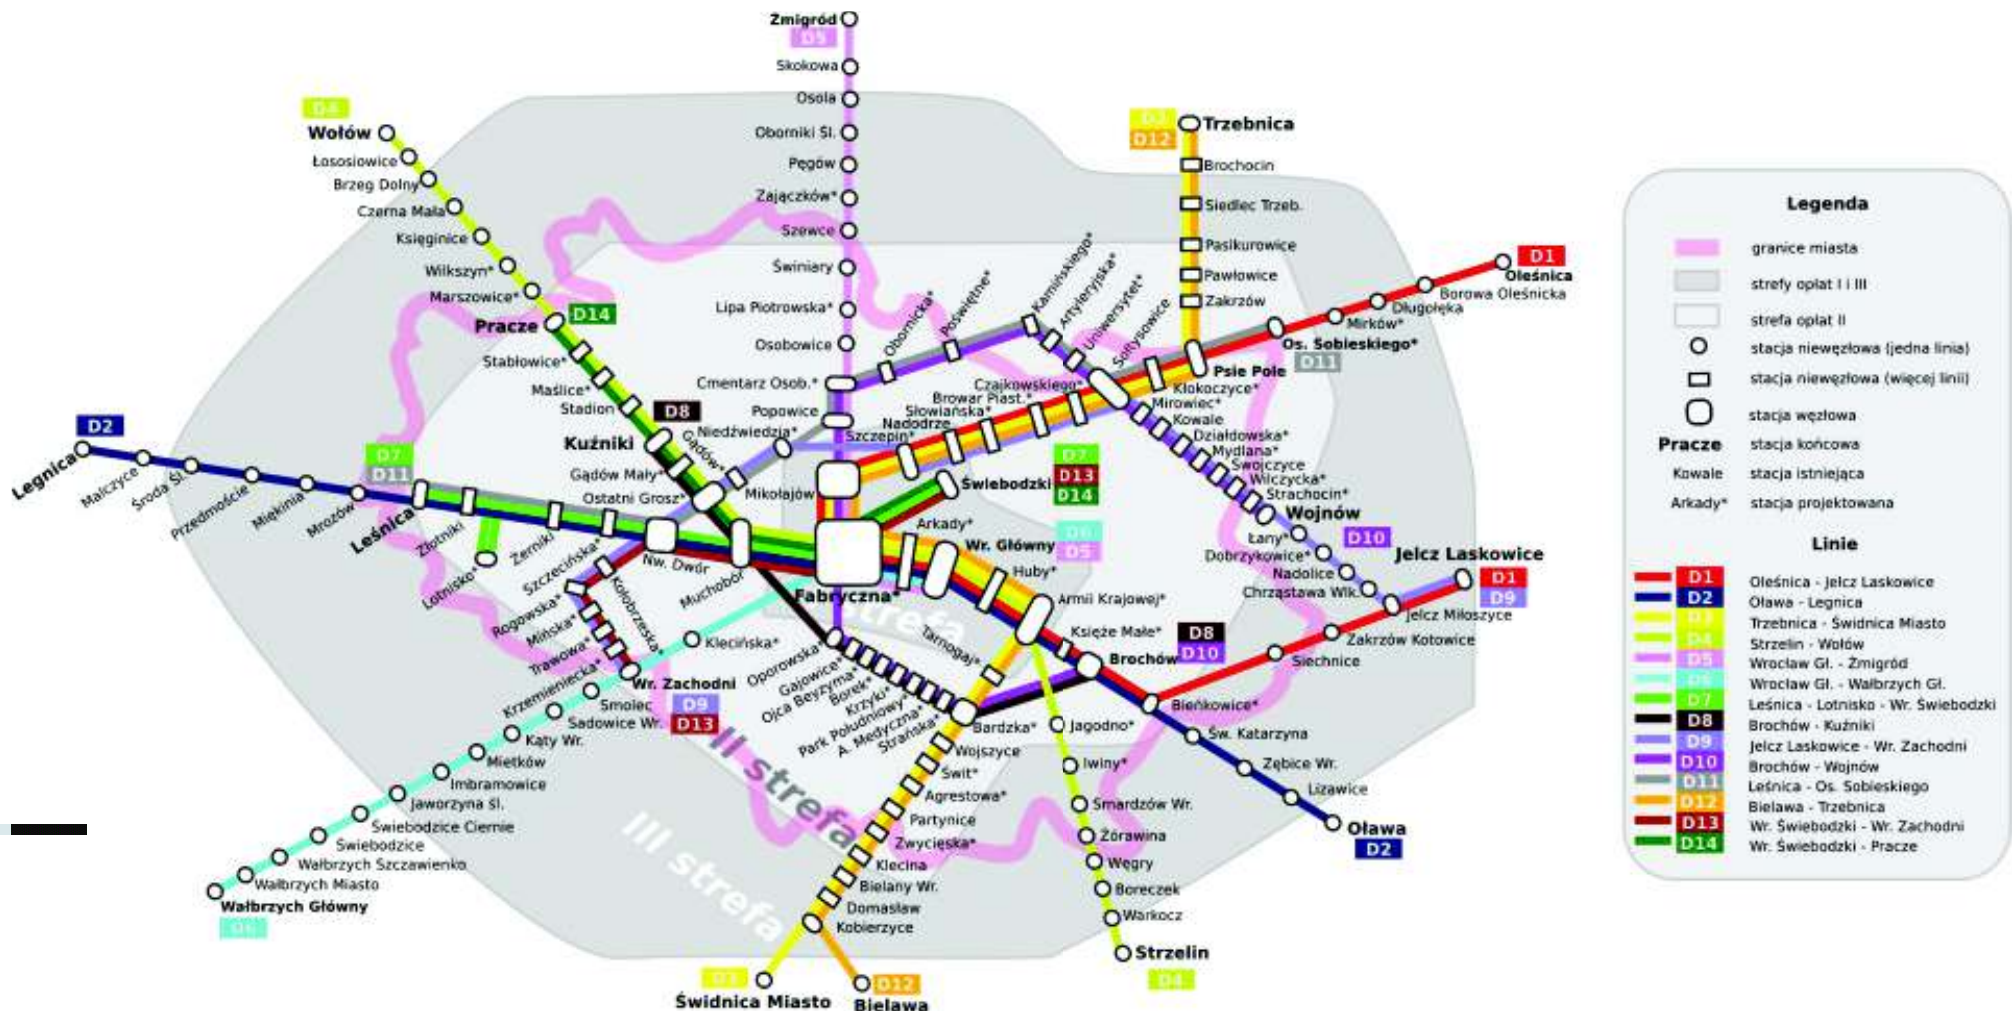 Żmigród
D5
Skokowa
Osola
Oborniki Śl.
Pęgów
Zajączków*
Szewce
Świniary
Lipa Piotrowska*
Osobowice
Cmentarz Osob.*
Popowice
D4
Wołów
Łososiowice
Brzeg Dolny
Czerna Mała
Księginice
Wilkszyn*
Marszowice*
Pracze
D14
Stabłowice*
Maślice*
Stadion
D8
Kuźniki
Gądów*
Niedźwiedzia*
Gądów Mały*
Ostatni Grosz*
Mikołajów
Szczepin*
Nadodrze
Słowiańska*
Browar Piast.*
Czajkowskiego*
Obornicka*
Poświętne*
Kamińskiego*
Artyleryjska*
Uniwersytet*
Sołtysowice
D3
D12
Trzebnica
Brochocin
Siedlec Trzeb.
Pasikurowice
Pawłowice
Zakrzów
D1
Oleśnica
Borowa Oleśnicka
Długołęka
Mirków*
Os. Sobieskiego*
D11
Psie Pole
Kłokoczyce*
Mirowiec*
Kowale
Działdowska*
Mydlana*
Swojczyce
Wilczycka*
Strachocin*
Wojnów
D10
Łany*
Dobrzykowice*
Nadolice
Chrząstawa Wlk.
Jelcz Laskowice
D1
D9
Jelcz Miłoszyce
Zakrzów Kotowice
Siechnice
D2
Legnica
Malczyce
Środa Śl.
Przedmoście
Miękinia
Mrozów
D7
D11
Leśnica
Złotniki
Lotnisko*
Żerniki
Szczecińska*
Nw. Dwór
Muchobór
Rogowska*
Mińska*
Trawowa*
Krzemieniecka*
Kołobrzeska*
Wr. Zachodni
D9
D13
Klecińska*
Smolec
Sadowice Wr.
Kąty Wr.
Mietków
Imbramowice
Jaworzyna śl.
Świebodzice Ciernie
Świebodzice
Wałbrzych Szczawienko
Wałbrzych Miasto
Wałbrzych Główny
D6
D7
D13
D14
Świebodzki
Arkady*
Wr. Główny
D6
D5
Huby*
Fabryczna*
Armii Krajowej*
Księże Małe*
D8
D10
Brochów
Tarnogaj*
Oporowska*
Gajowice*
Ojca Beyzyma*
Borek*
Krzyki*
Park Południowy*
A. Medyczna*
Strańska*
Bardzka*
Wojszyce
Świt*
Agrestowa*
Partynice
Zwycięska*
Klecina
Bielany Wr.
Domasław
Kobierzyce
D3
Świdnica Miasto
D12
Bielawa
Jagodno*
Iwiny*
Smardzów Wr.
Żórawina
Węgry
Boreczek
Warkocz
Strzelin
D4
Bieńkowice*
Św. Katarzyna
Zębice Wr.
Lizawice
Oława
D2
strefa
II strefa
III strefa
Legenda
granice miasta
strefy opłat I i III
strefa opłat II
stacja niewęzłowa (jedna linia)
stacja niewęzłowa (więcej linii)
stacja węzłowa
Pracze stacja końcowa
Kowale stacja istniejąca
Arkady* stacja projektowana
Linie
D1 Oleśnica - Jelcz Laskowice
D2 Oława - Legnica
D3 Trzebnica - Świdnica Miasto
D4 Strzelin - Wołów
D5 Wrocław Gł. - Żmigród
D6 Wrocław Gł. - Wałbrzych Gł.
D7 Leśnica - Lotnisko - Wr. Świebodzki
D8 Brochów - Kuźniki
D9 Jelcz Laskowice - Wr. Zachodni
D10 Brochów - Wojnów
D11 Leśnica - Os. Sobieskiego
D12 Bielawa - Trzebnica
D13 Wr. Świebodzki - Wr. Zachodni
D14 Wr. Świebodzki - Pracze